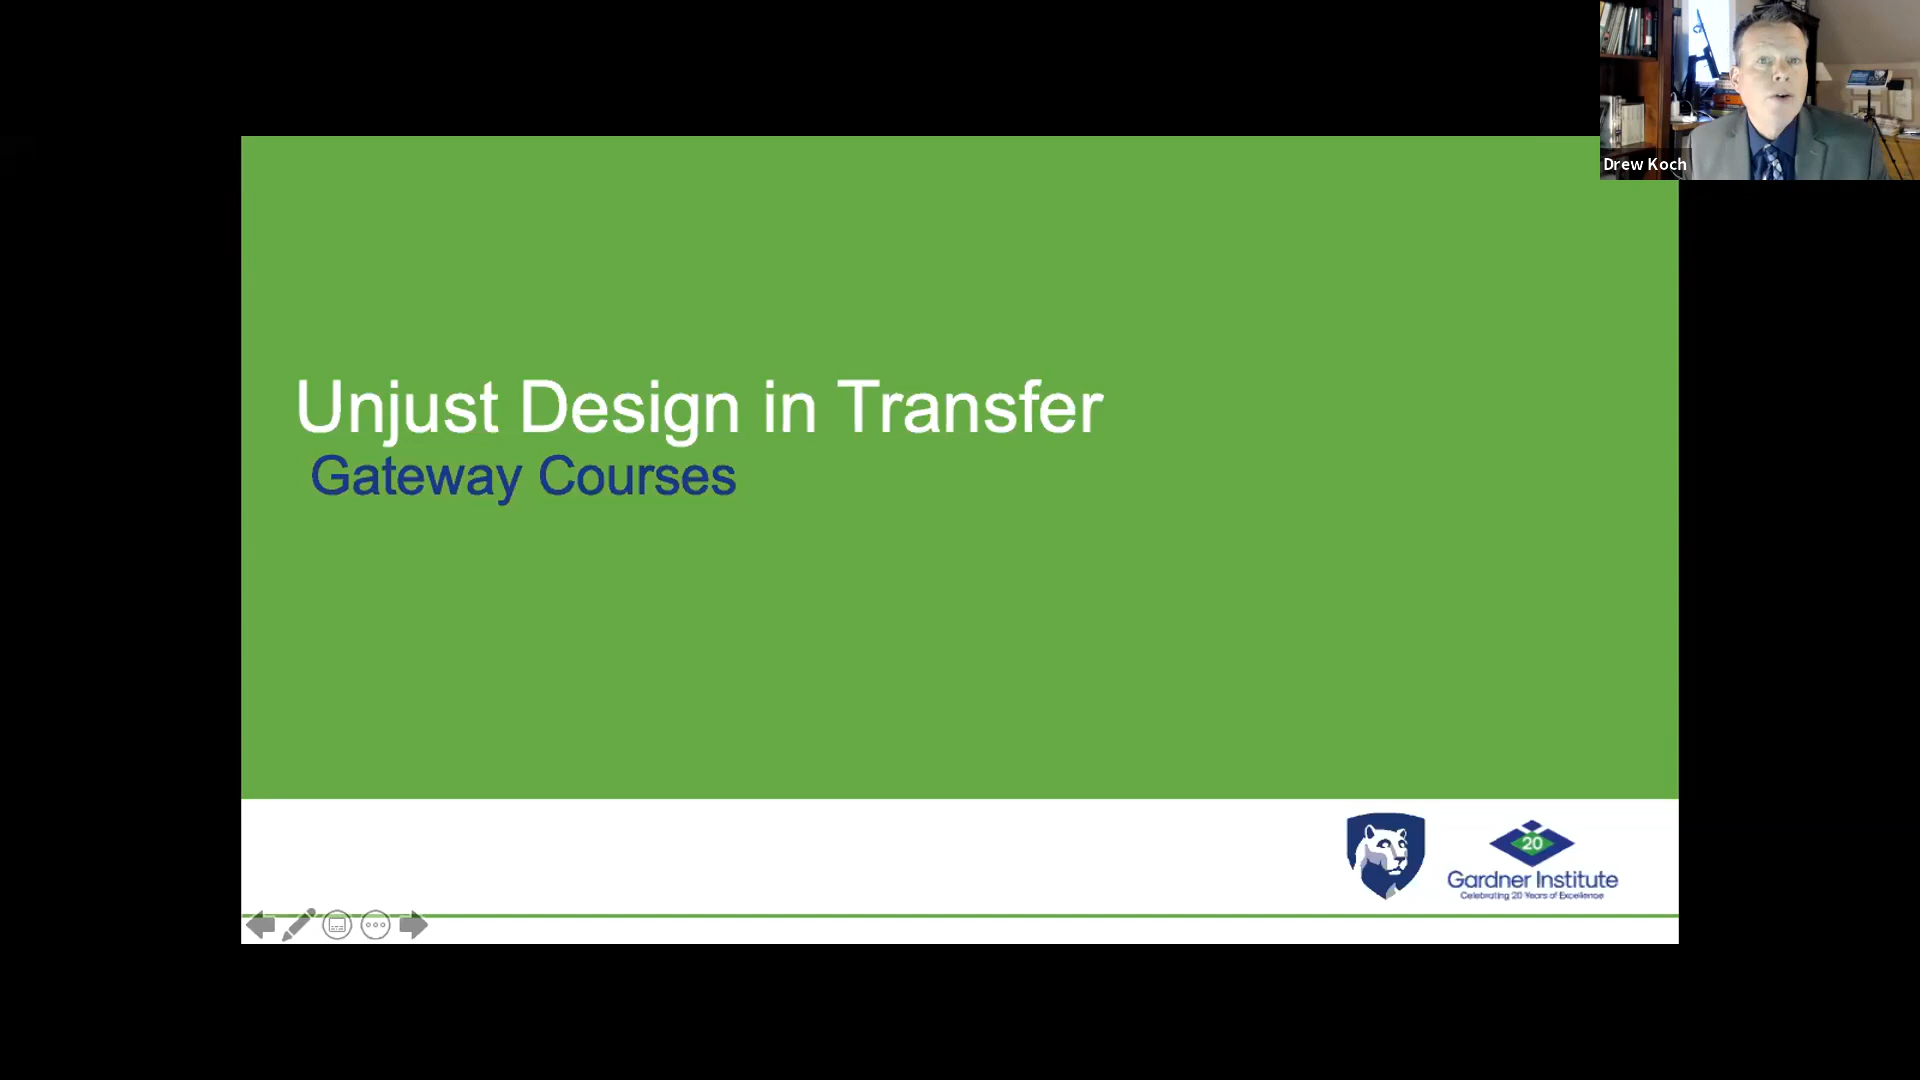 Drew Koch
Unjust Design in Transfer
Gateway Courses
20
Gardner Institute
Celebrating 20 Years of Excellence